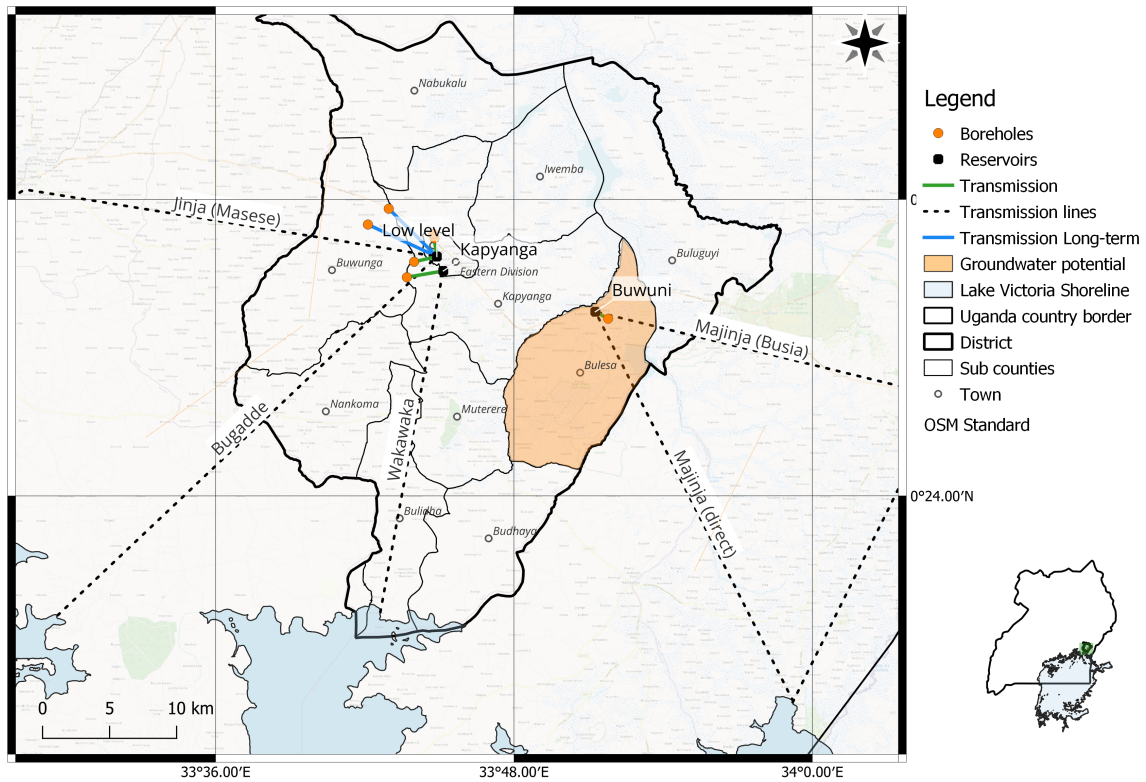 Nabukalu
Iwemba
Jinja (Masese)
Low level
Kapyanga
Buwunga
Eastern Division
Buluguyi
Kapyanga
Buwuni
Majinja (Busia)
Bulesa
Nankoma
Muterere
Bugadde
Wakawaka
Majinja (direct)
Bulidha
Budhaya
0 5 10 km
33°36.00′E 33°48.00′E 34°0.00′E
0
0°24.00′N
Legend
Boreholes
Reservoirs
Transmission
Transmission lines
Transmission Long-term
Groundwater potential
Lake Victoria Shoreline
Uganda country border
District
Sub counties
Town
OSM Standard